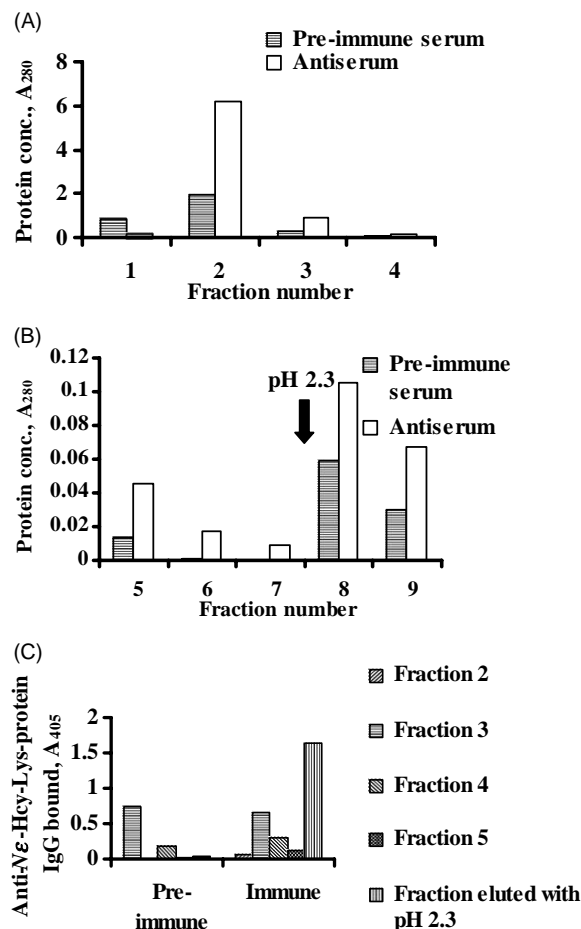 (A)
Pre-immune serum
Antiserum
Protein conc., A280
8
6
4
2
0
1 2 3 4
Fraction number
(B)
Pre-immune
serum
Antiserum
pH 2.3
Protein conc., A280
0.12
0.1
0.08
0.06
0.04
0.02
0
5 6 7 8 9
Fraction number
(C)
Anti-Nε-Hcy-Lys-protein
IgG bound, A405
2
1.5
1
0.5
0
Pre-
immune
Immune
Fraction 2
Fraction 3
Fraction 4
Fraction 5
Fraction eluted with
pH 2.3